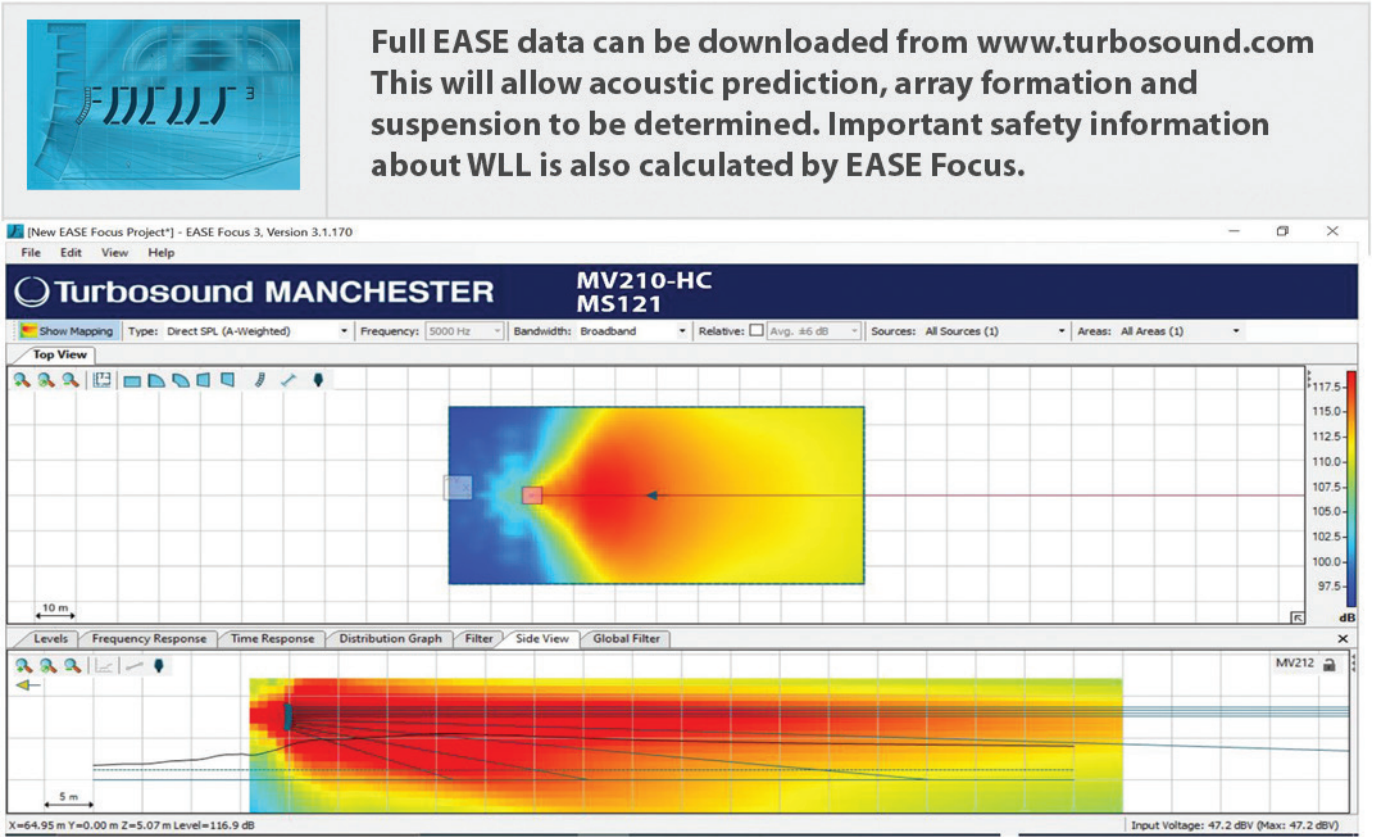 Full EASE data can be downloaded from www.turbosound.com
This will allow acoustic prediction, array formation and
suspension to be determined. Important safety information
about WLL is also calculated by EASE Focus.
3
[New EASE Focus Project*] - EASE Focus 3, Version 3.1.170
File Edit View Help
Turbosound MANCHESTER
MV210-HC
MS121
Show Mapping Type: Direct SPL (A-Weighted) Frequency: 5000 Hz Bandwidth: Broadband Relative: Avg. ±6 dB Sources: All Sources (1) Areas: All Areas (1)
Top View
117.5
115.0
112.5
110.0
107.5
105.0
102.5
100.0
97.5
dB
10 m
Levels Frequency Response Time Response Distribution Graph Filter Side View Global Filter
MV212
5 m
X=64.95 m Y=0.00 m Z=5.07 m Level=116.9 dB
Input Voltage: 47.2 dBV (Max: 47.2 dBV)